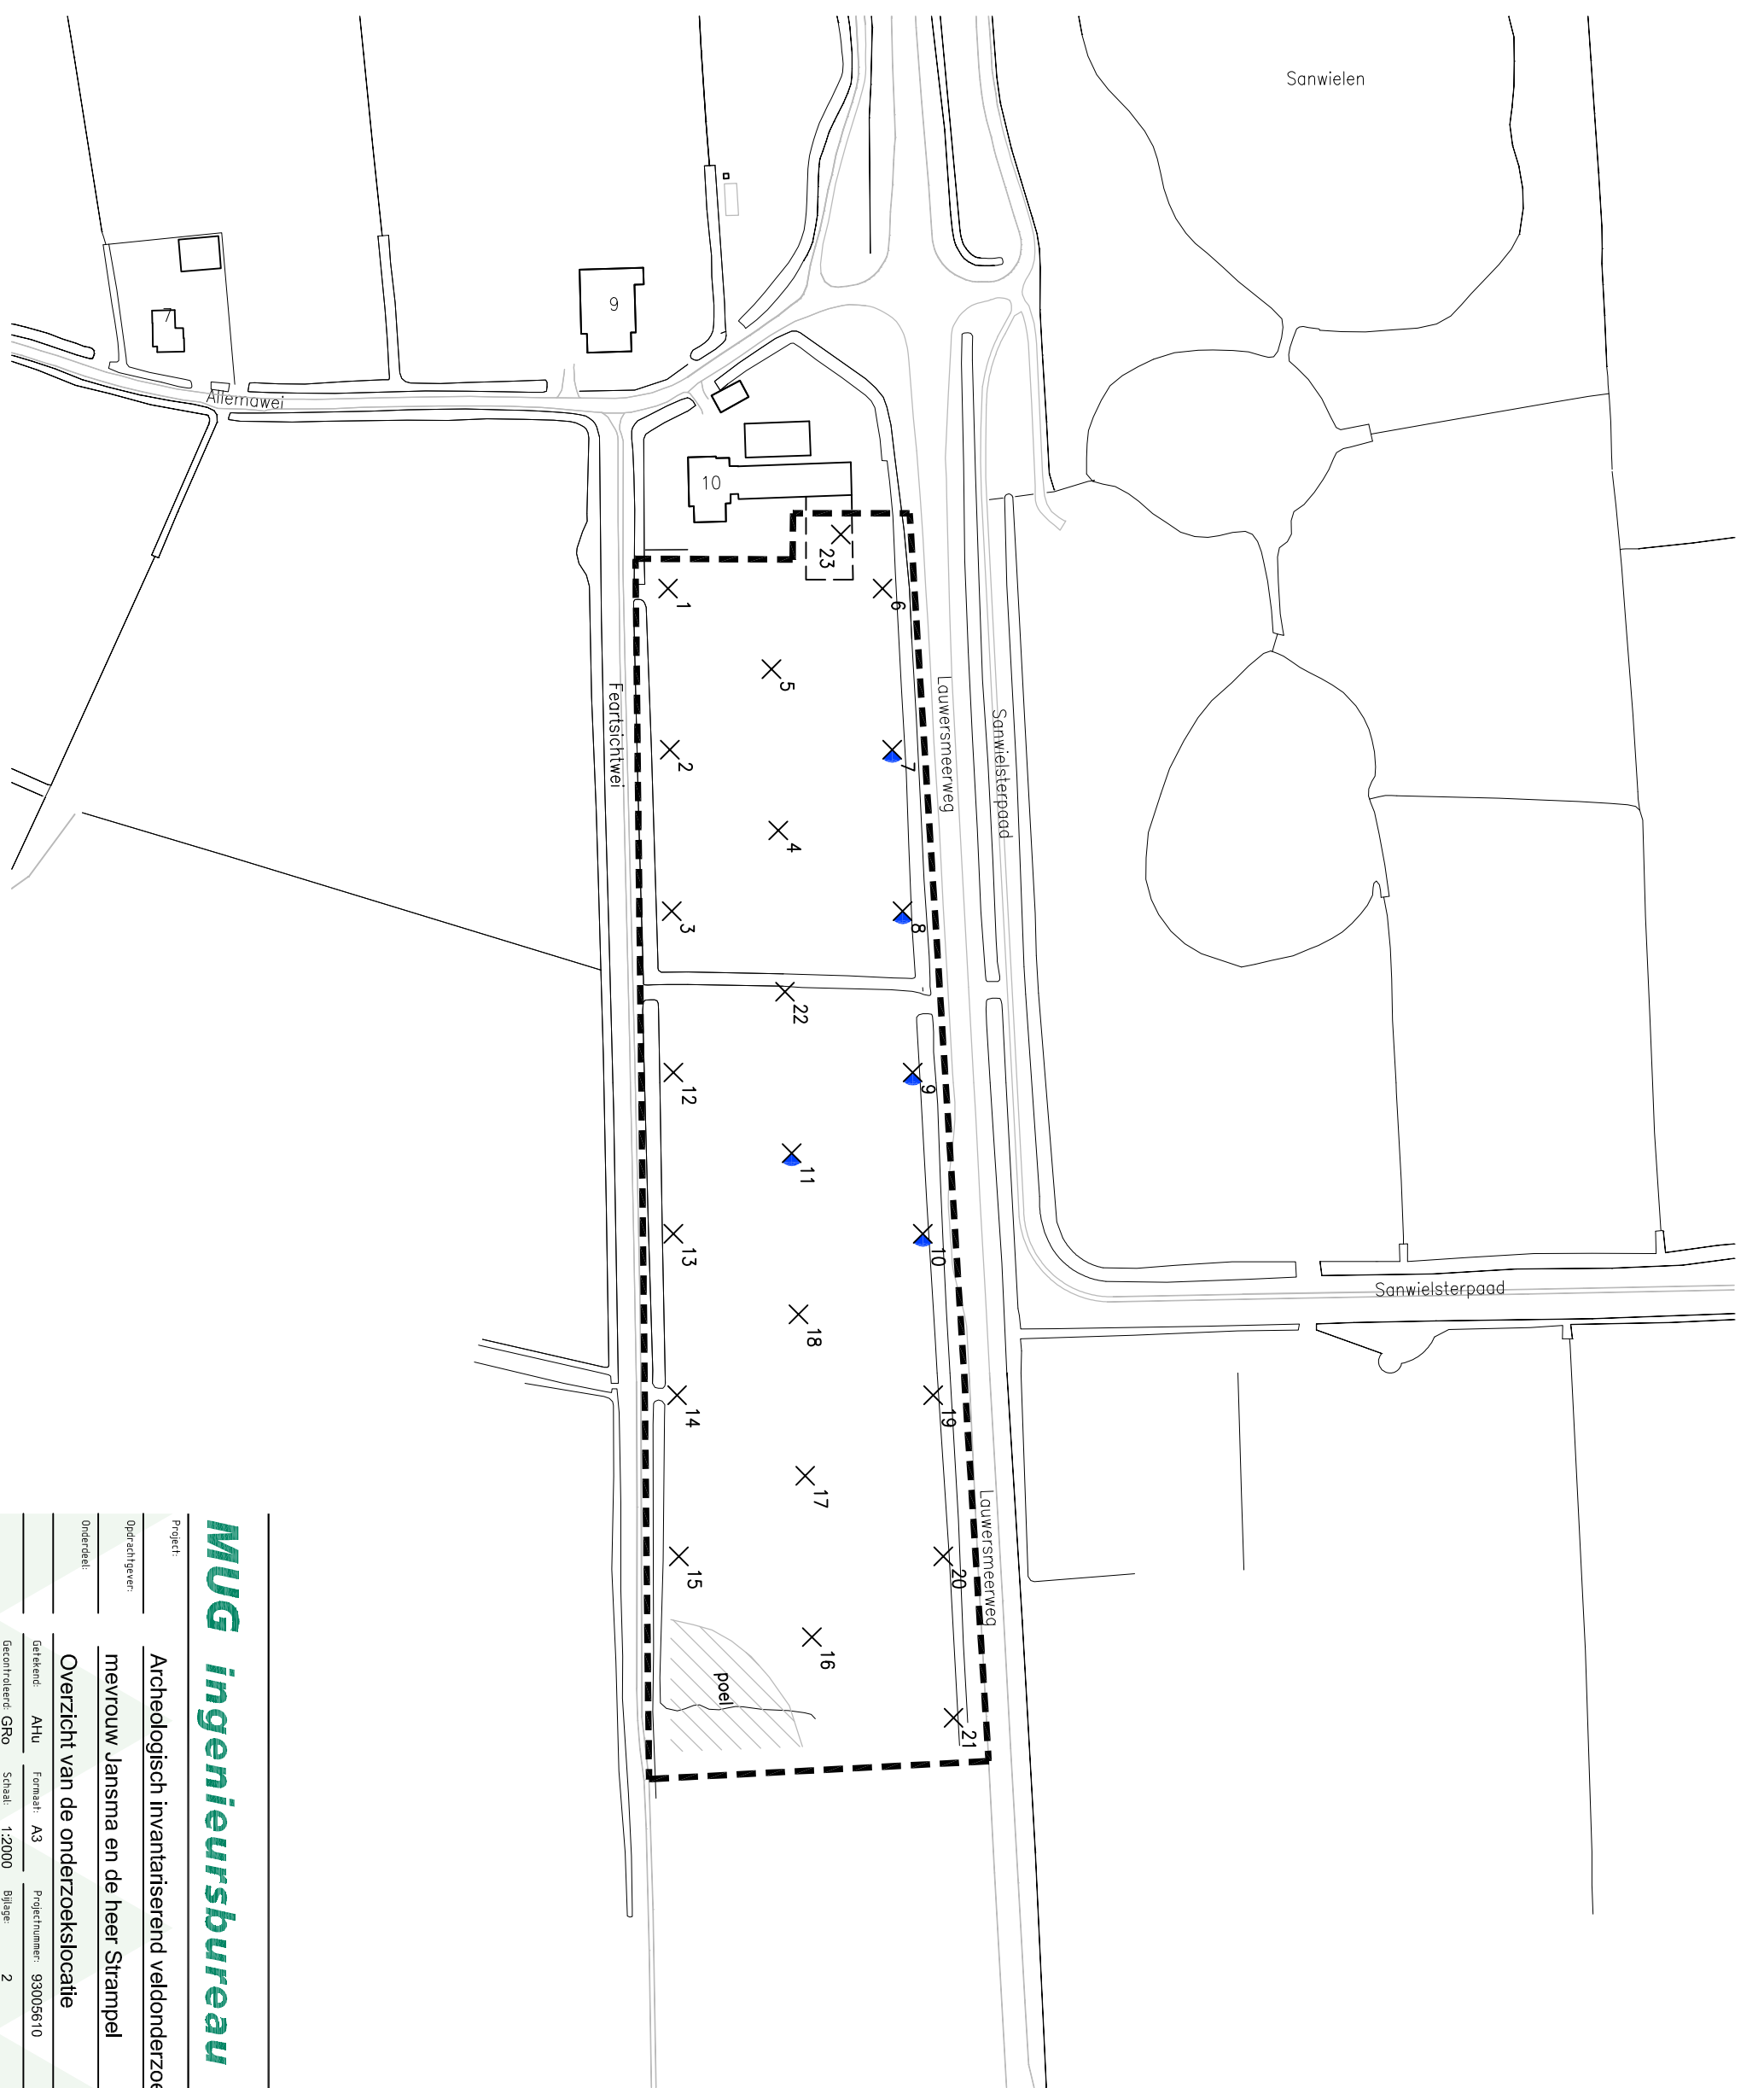 Sanwielen
7
9
Allemawei
10
23
1
6
5
Feartsichtwei
Lauwersmeerweg
Sanwielsterpaad
2
7
4
3
8
22
12
9
11
13
10
Sanwielsterpaad
18
14
19
17
Lauwersmeerweg
15
20
16
poel
21
MUG ingenieursbureau
Project: Archeologisch invantariserend veldonderzoe
Opdrachtgever: mevrouw Jansma en de heer Strampel
Onderdeel: Overzicht van de onderzoekslocatie
Getekend: AHu Formaat: A3 Projectnummer: 93005610
Gecontroleerd: GRo Schaal: 1:2000 Bijlage: 2